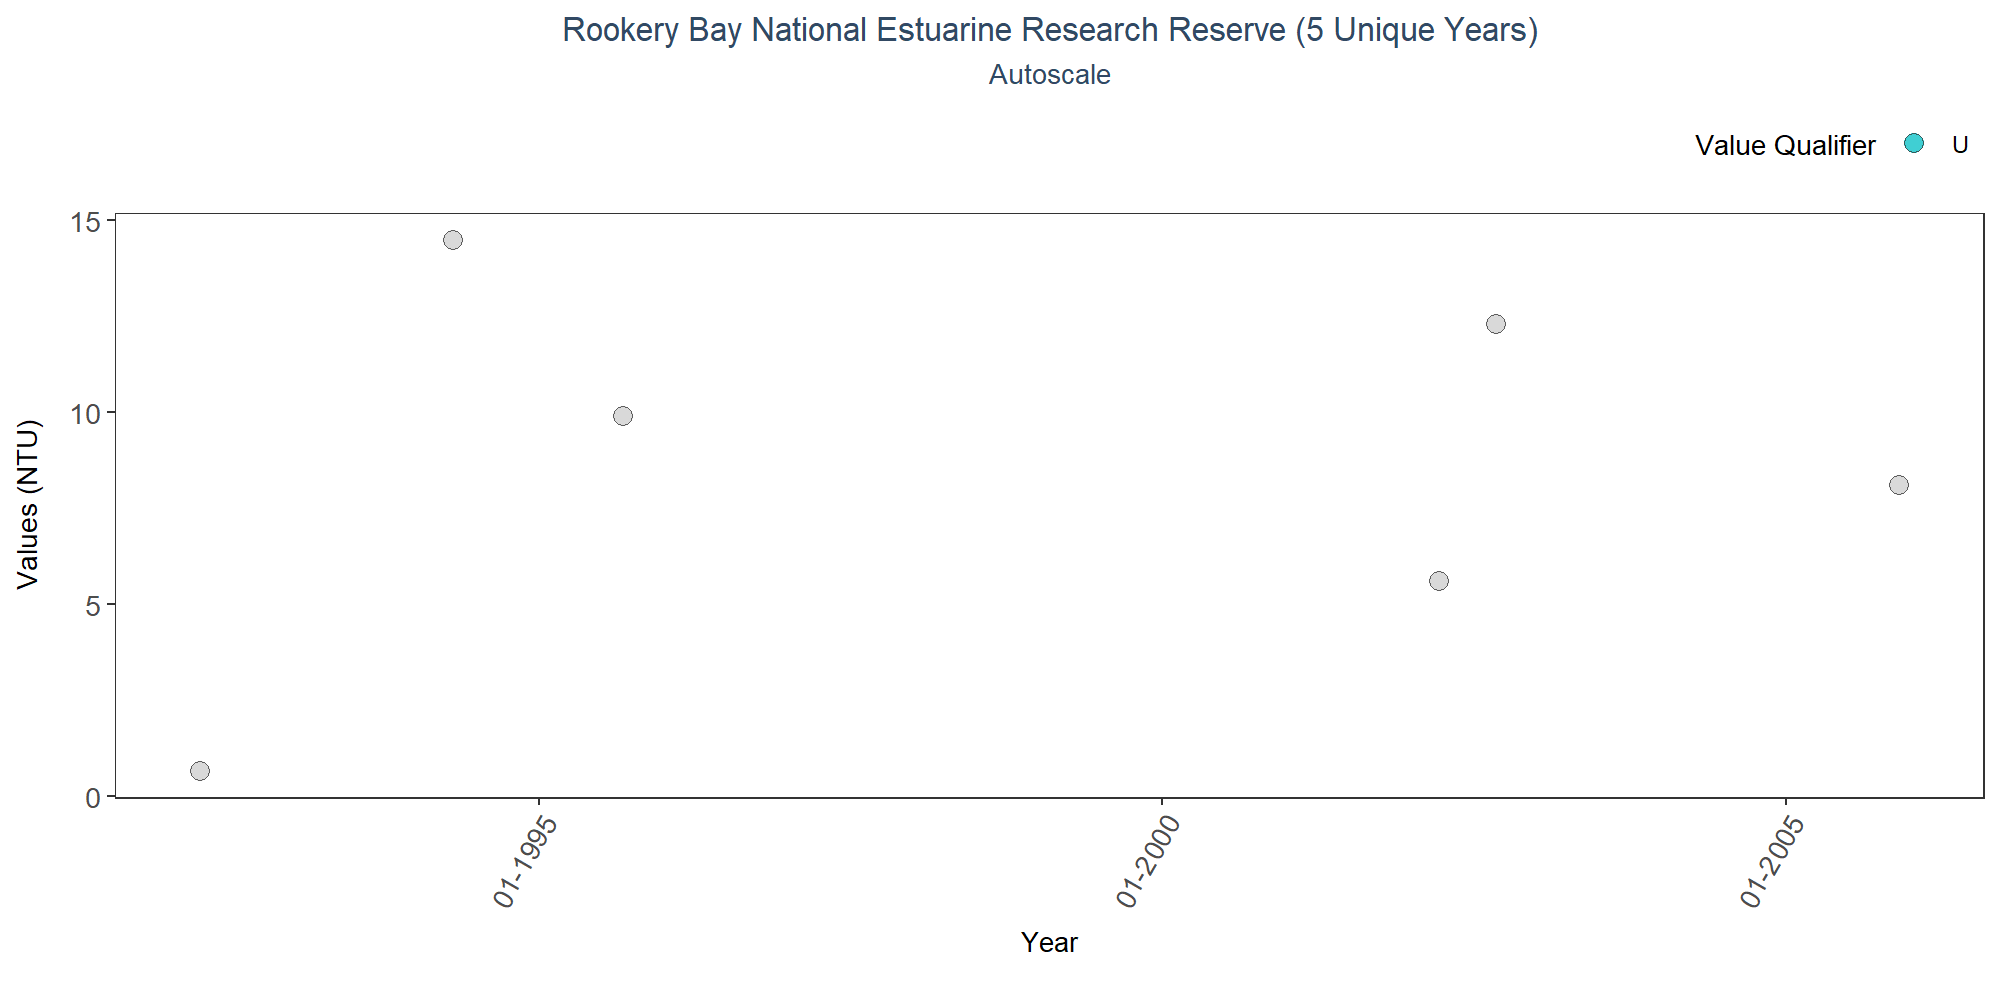 Rookery Bay National Estuarine Research Reserve (5 Unique Years)
Autoscale
Value Qualifier U
15
10
5
0
Values (NTU)
01-1995
01-2000
01-2005
Year